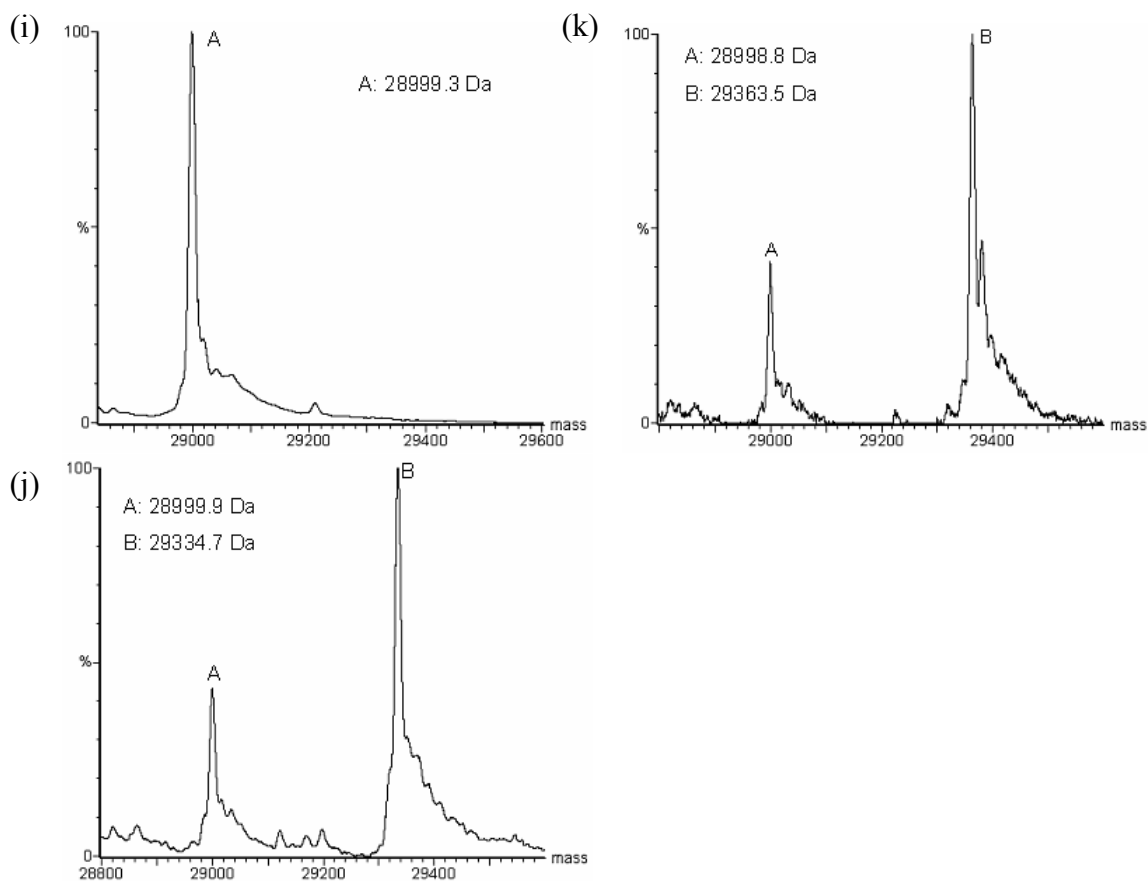 (i)
100
A
A: 28999.3 Da
%
0
mass
29000 29200 29400 29600
(k)
100
B
A: 28998.8 Da
B: 29363.5 Da
%
A
0
mass
29000 29200 29400
(j)
100
B
A: 28999.9 Da
B: 29334.7 Da
%
A
0
mass
28800 29000 29200 29400